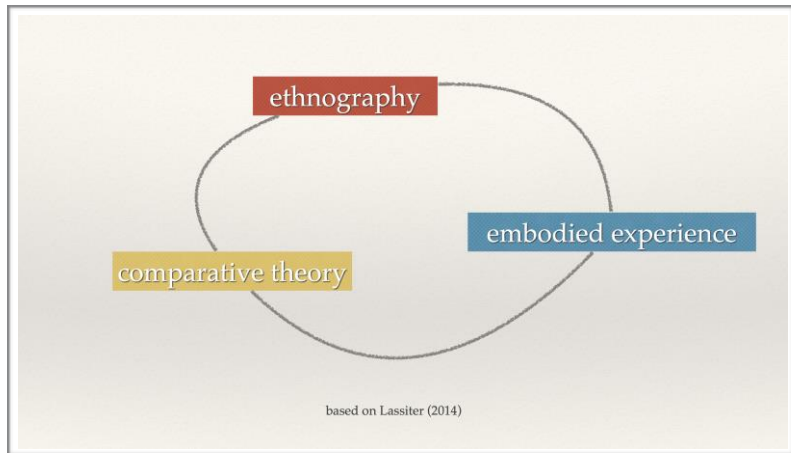 ethnography
embodied experience
comparative theory
based on Lassiter (2014)